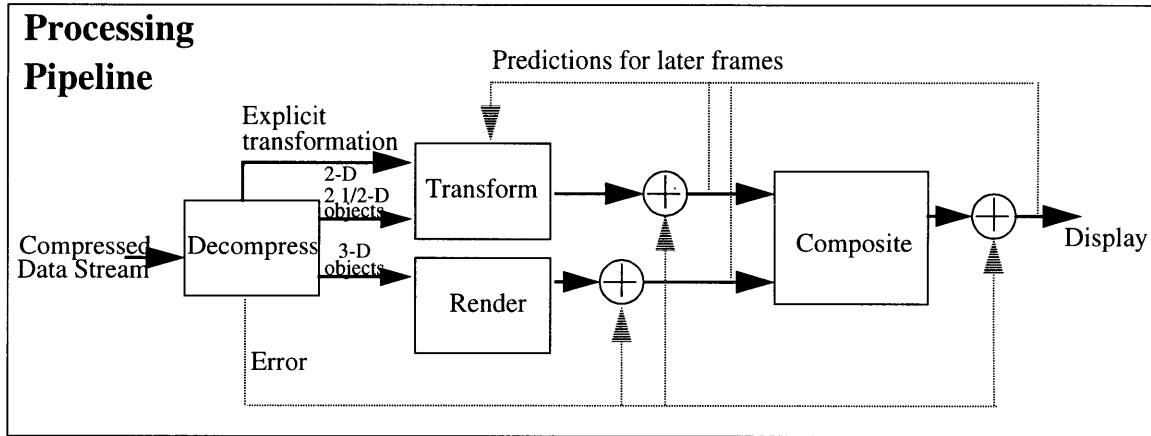 Processing
Pipeline
Predictions for later frames
Explicit
transformation
2-D
2 1/2-D
objects
Transform
Compressed
Data Stream
Decompress
3-D
objects
Render
Composite
Display
Error